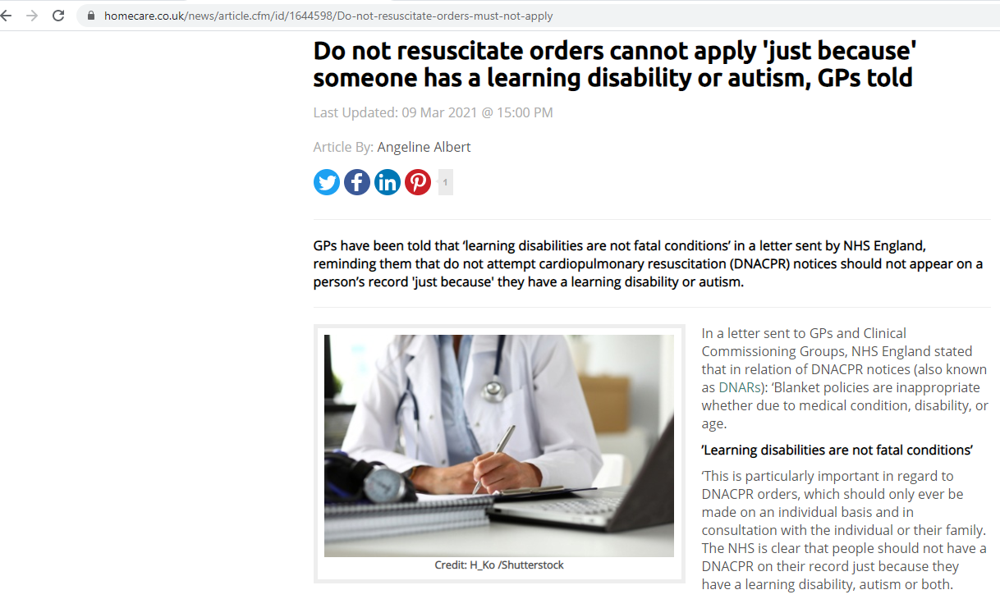 homecare.co.uk/news/article.cfm/id/1644598/Do-not-resuscitate-orders-must-not-apply
Do not resuscitate orders cannot apply 'just because'
someone has a learning disability or autism, GPs told
Last Updated: 09 Mar 2021 @ 15:00 PM
Article By: Angeline Albert
1
GPs have been told that ‘learning disabilities are not fatal conditions’ in a letter sent by NHS England,
reminding them that do not attempt cardiopulmonary resuscitation (DNACPR) notices should not appear on a
person’s record 'just because' they have a learning disability or autism.
Credit: H_Ko /Shutterstock
In a letter sent to GPs and Clinical
Commissioning Groups, NHS England stated
that in relation of DNACPR notices (also known
as DNARs): ‘Blanket policies are inappropriate
whether due to medical condition, disability, or
age.
‘Learning disabilities are not fatal conditions’
‘This is particularly important in regard to
DNACPR orders, which should only ever be
made on an individual basis and in
consultation with the individual or their family.
The NHS is clear that people should not have a
DNACPR on their record just because they
have a learning disability, autism or both.